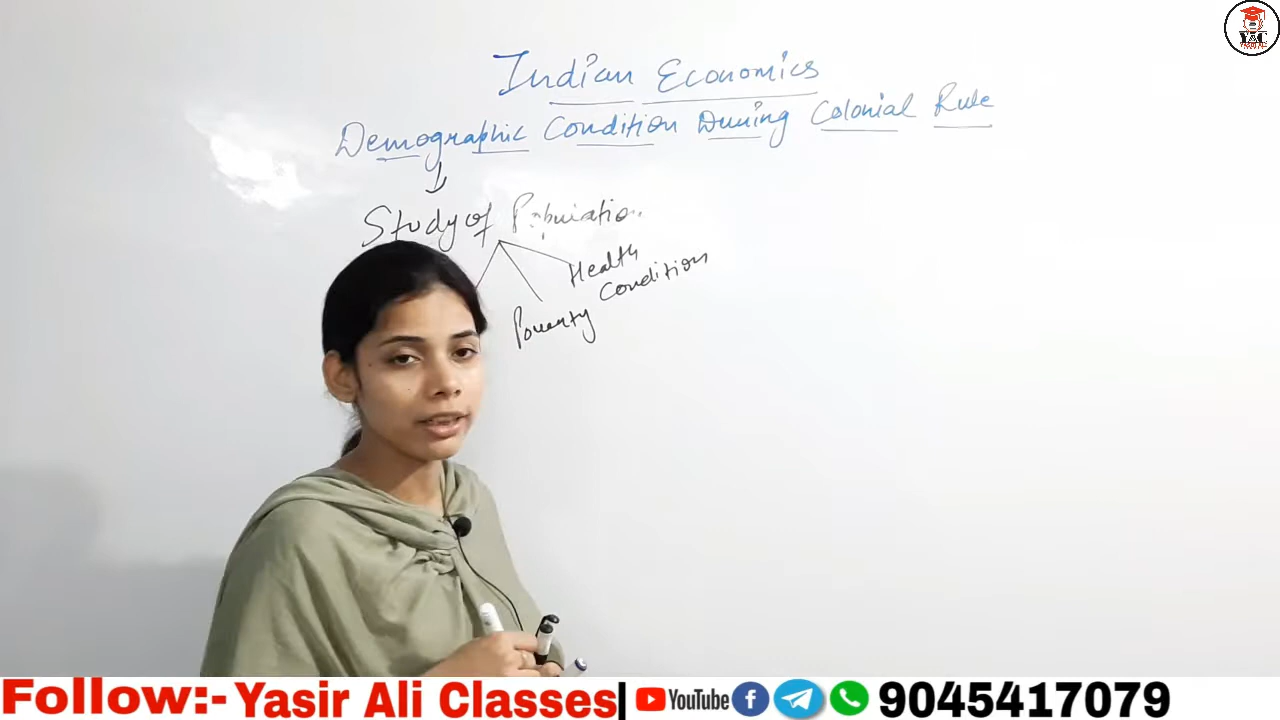 YAC
Indian Economics
Demographic Condition During Colonial Rule
Study of Population
Health
Condition
Poverty
Follow:- Yasir Ali Classes| YouTube 9045417079